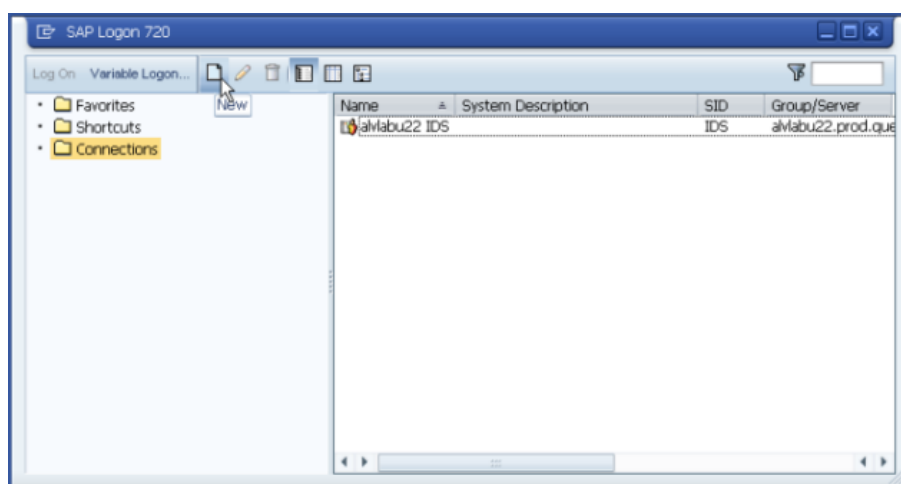 SAP Logon 720
Log On Variable Logon...
New
Favorites
Shortcuts
Connections
Name System Description SID Group/Server
alvlabu22 IDS IDS alvlabu22.prod.que